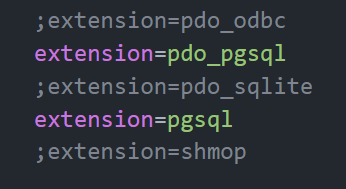 ;extension=pdo_odbc
extension=pdo_pgsql
;extension=pdo_sqlite
extension=pgsql
;extension=shmop